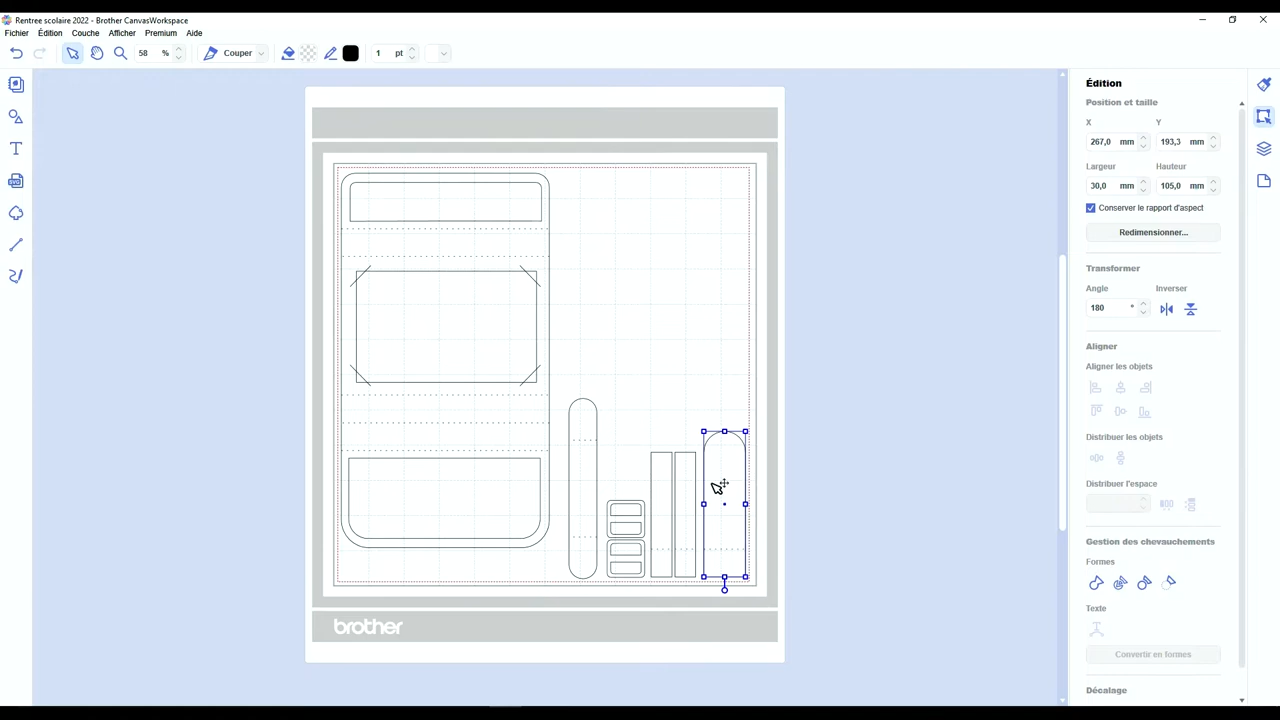 Rentree scolaire 2022 - Brother CanvasWorkspace
Fichier Édition Couche Afficher Premium Aide
58 % Couper 1 pt
Édition
Position et taille
X Y
267,0 mm 193,3 mm
Largeur Hauteur
30,0 mm 105,0 mm
Conserver le rapport d'aspect
Redimensionner...
Transformer
Angle Inverser
180 °
Aligner
Aligner les objets
Distribuer les objets
Distribuer l'espace
Gestion des chevauchements
Formes
Texte
Convertir en formes
Décalage
brother